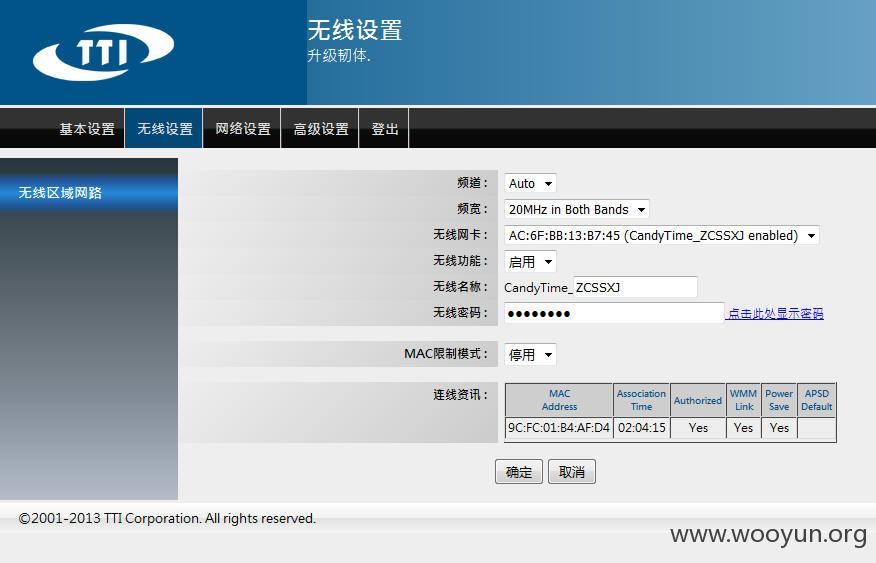 TTI
无线设置
升级韧体.
基本设置 无线设置 网络设置 高级设置 登出
无线区域网路
频道： Auto
频宽： 20MHz in Both Bands
无线网卡： AC:6F:BB:13:B7:45 (CandyTime_ZCSSXJ enabled)
无线功能： 启用
无线名称： CandyTime_ZCSSXJ
无线密码： ●●●●●●●● 点击此处显示密码
MAC限制模式： 停用
连线资讯：
MAC Address Association Time Authorized WMM Link Power Save APSD Default
9C:FC:01:B4:AF:D4 02:04:15 Yes Yes Yes
确定 取消
©2001-2013 TTI Corporation. All rights reserved.
www.wooyun.org